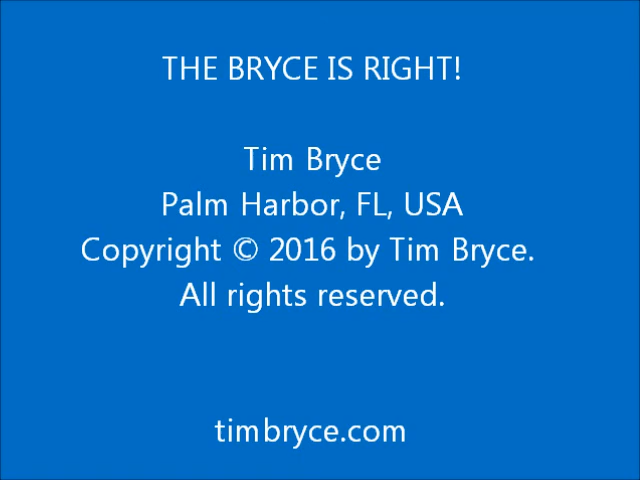 THE BRYCE IS RIGHT!
Tim Bryce
Palm Harbor, FL, USA
Copyright © 2016 by Tim Bryce.
All rights reserved.
timbryce.com